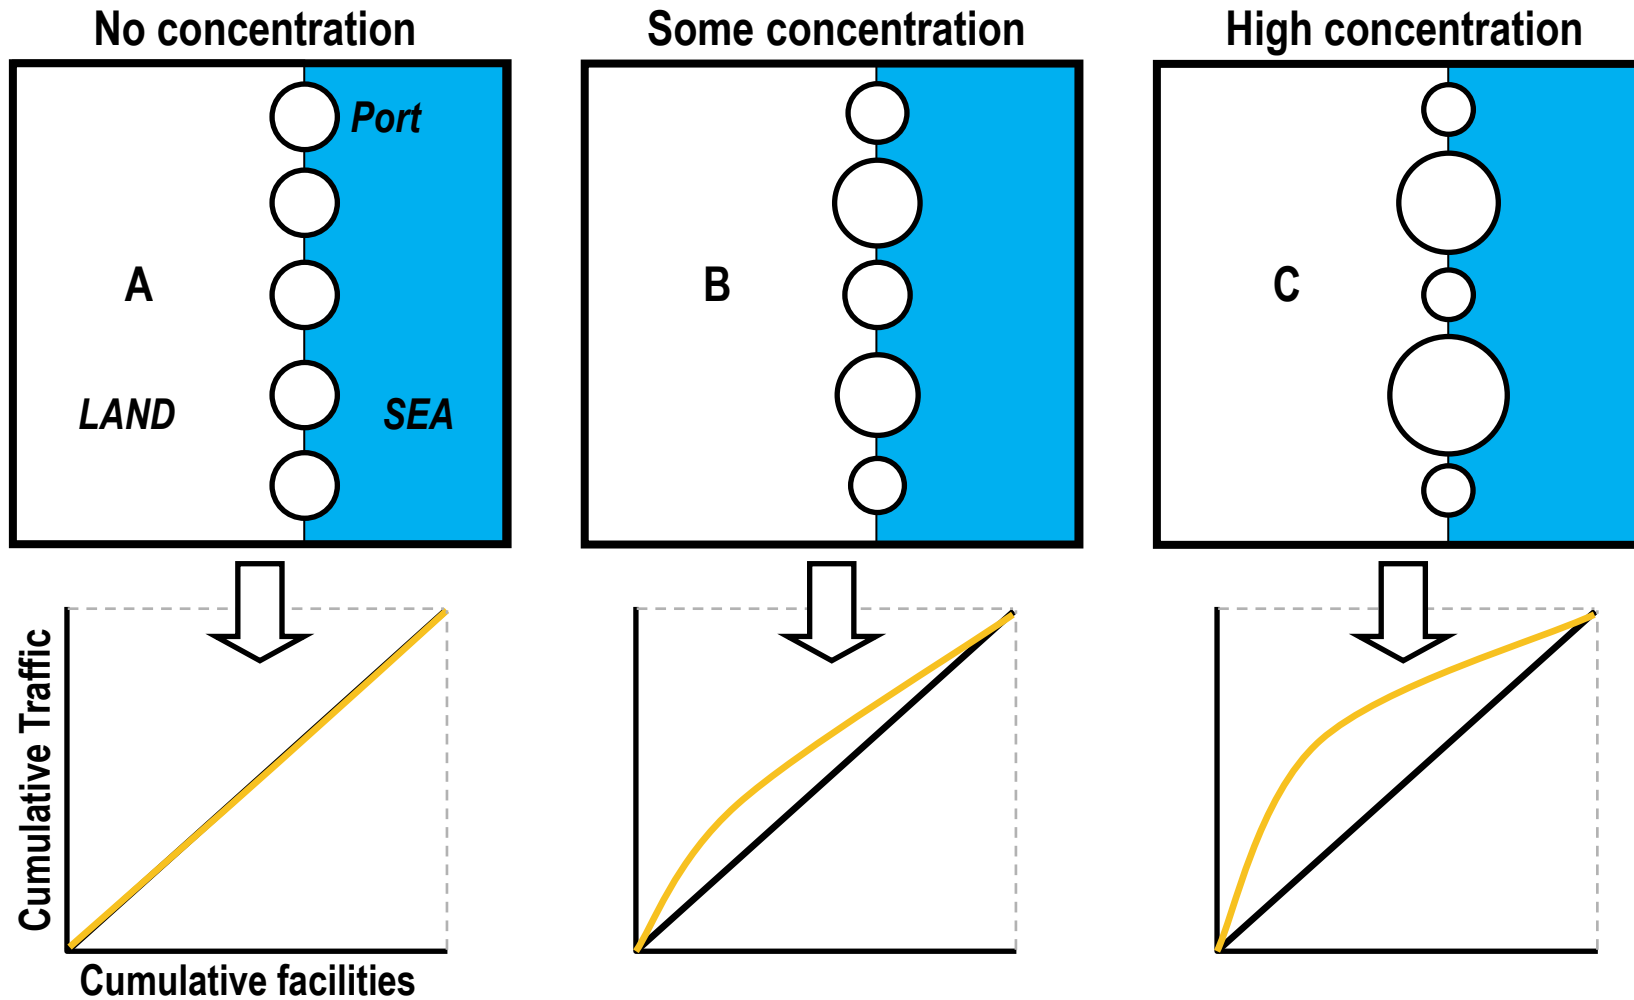 No concentration
Some concentration
High concentration
Port
A
B
C
LAND
SEA
Cumulative Traffic
Cumulative facilities